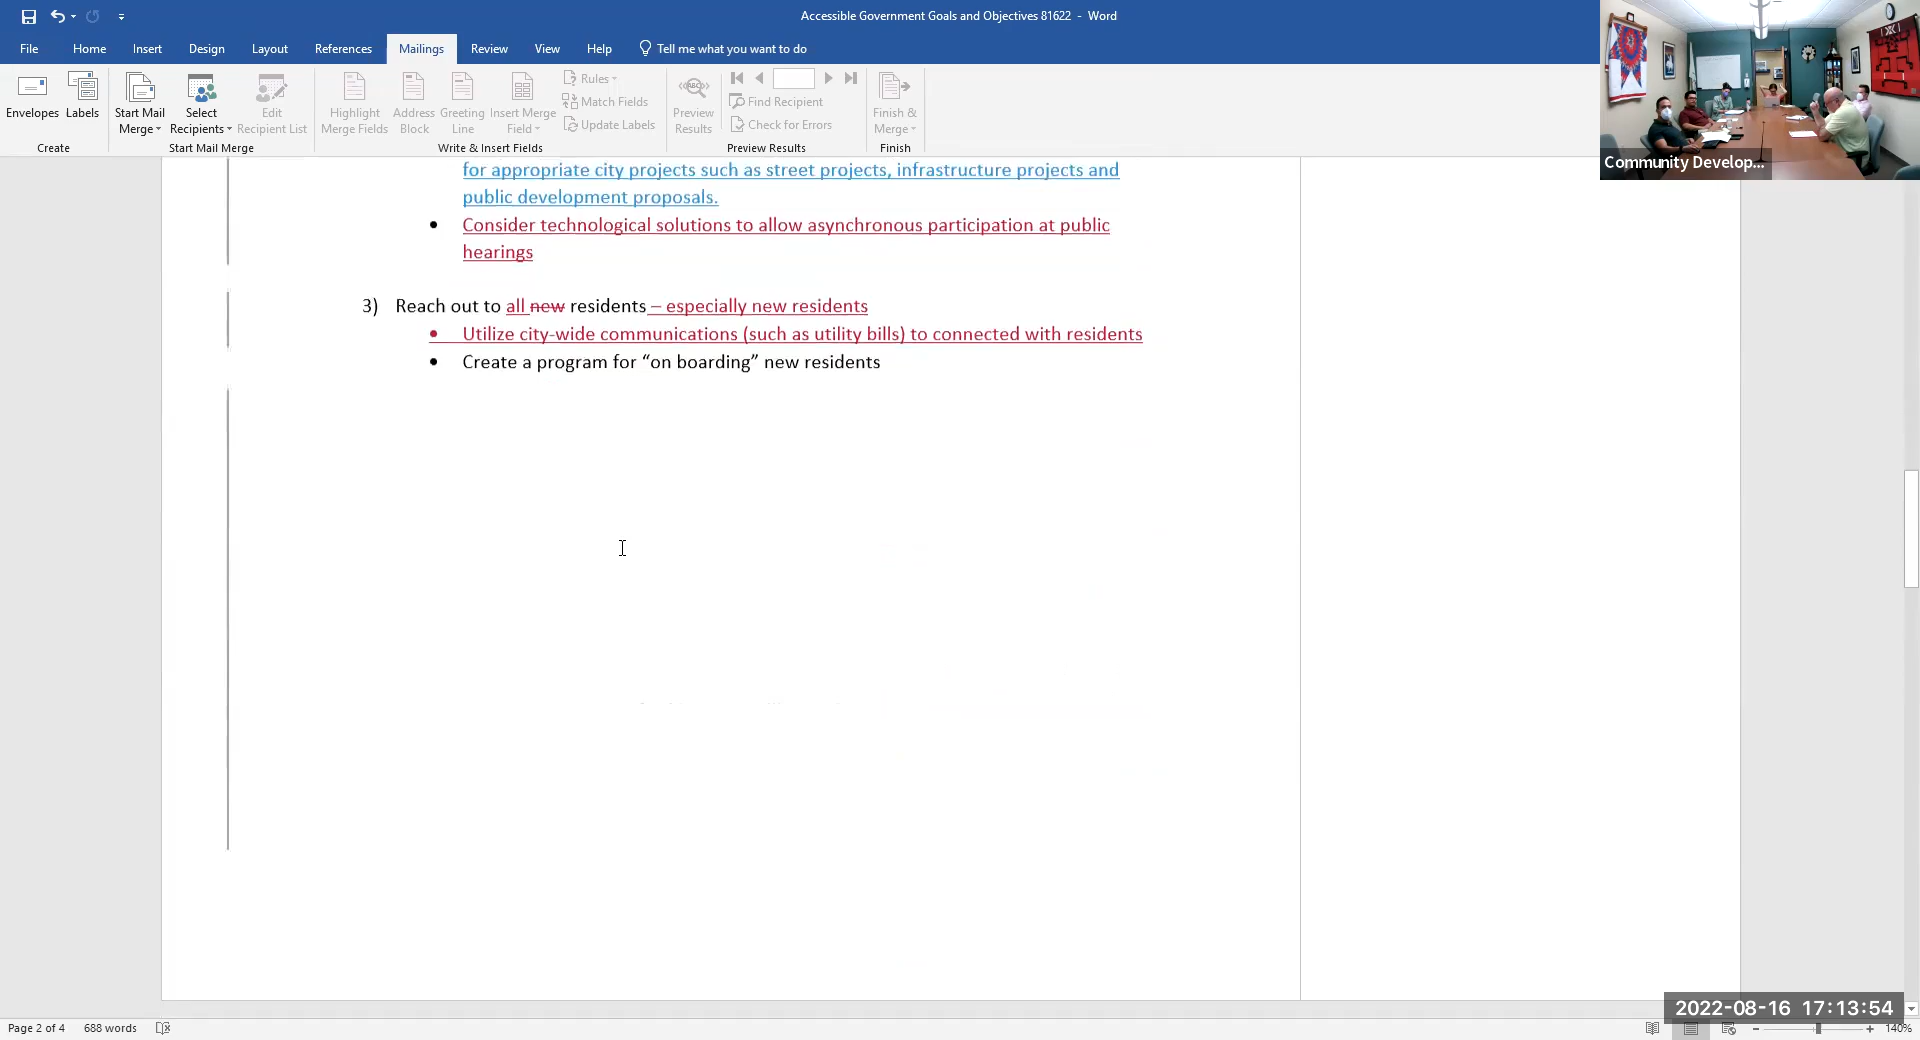 Accessible Government Goals and Objectives 81622 - Word
File Home Insert Design Layout References Mailings Review View Help Tell me what you want to do
Envelopes Labels Start Mail Merge Select Recipients Edit Recipient List Highlight Merge Fields Address Block Greeting Line Insert Merge Field Rules Match Fields Update Labels ABC Preview Results Find Recipient Check for Errors Finish & Merge
Create Start Mail Merge Write & Insert Fields Preview Results Finish
Community Develop...
for appropriate city projects such as street projects, infrastructure projects and
public development proposals.
• Consider technological solutions to allow asynchronous participation at public
hearings
3) Reach out to all new residents – especially new residents
• Utilize city-wide communications (such as utility bills) to connected with residents
• Create a program for “on boarding” new residents
2022-08-16 17:13:54
Page 2 of 4 688 words 140%